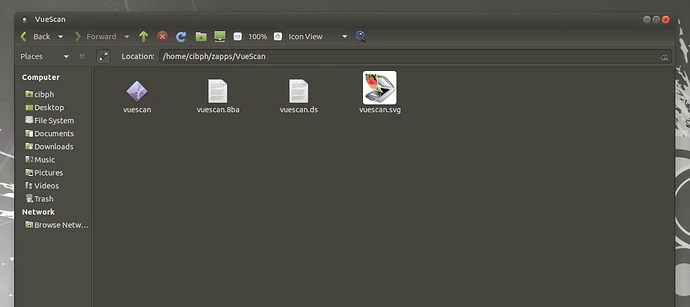 VueScan
Back Forward 100% Icon View
Places Location: /home/cibph/zapps/VueScan
Computer
cibph
Desktop
File System
Documents
Downloads
Music
Pictures
Videos
Trash
Network
Browse Netw...
vuescan vuescan.8ba vuescan.ds vuescan.svg